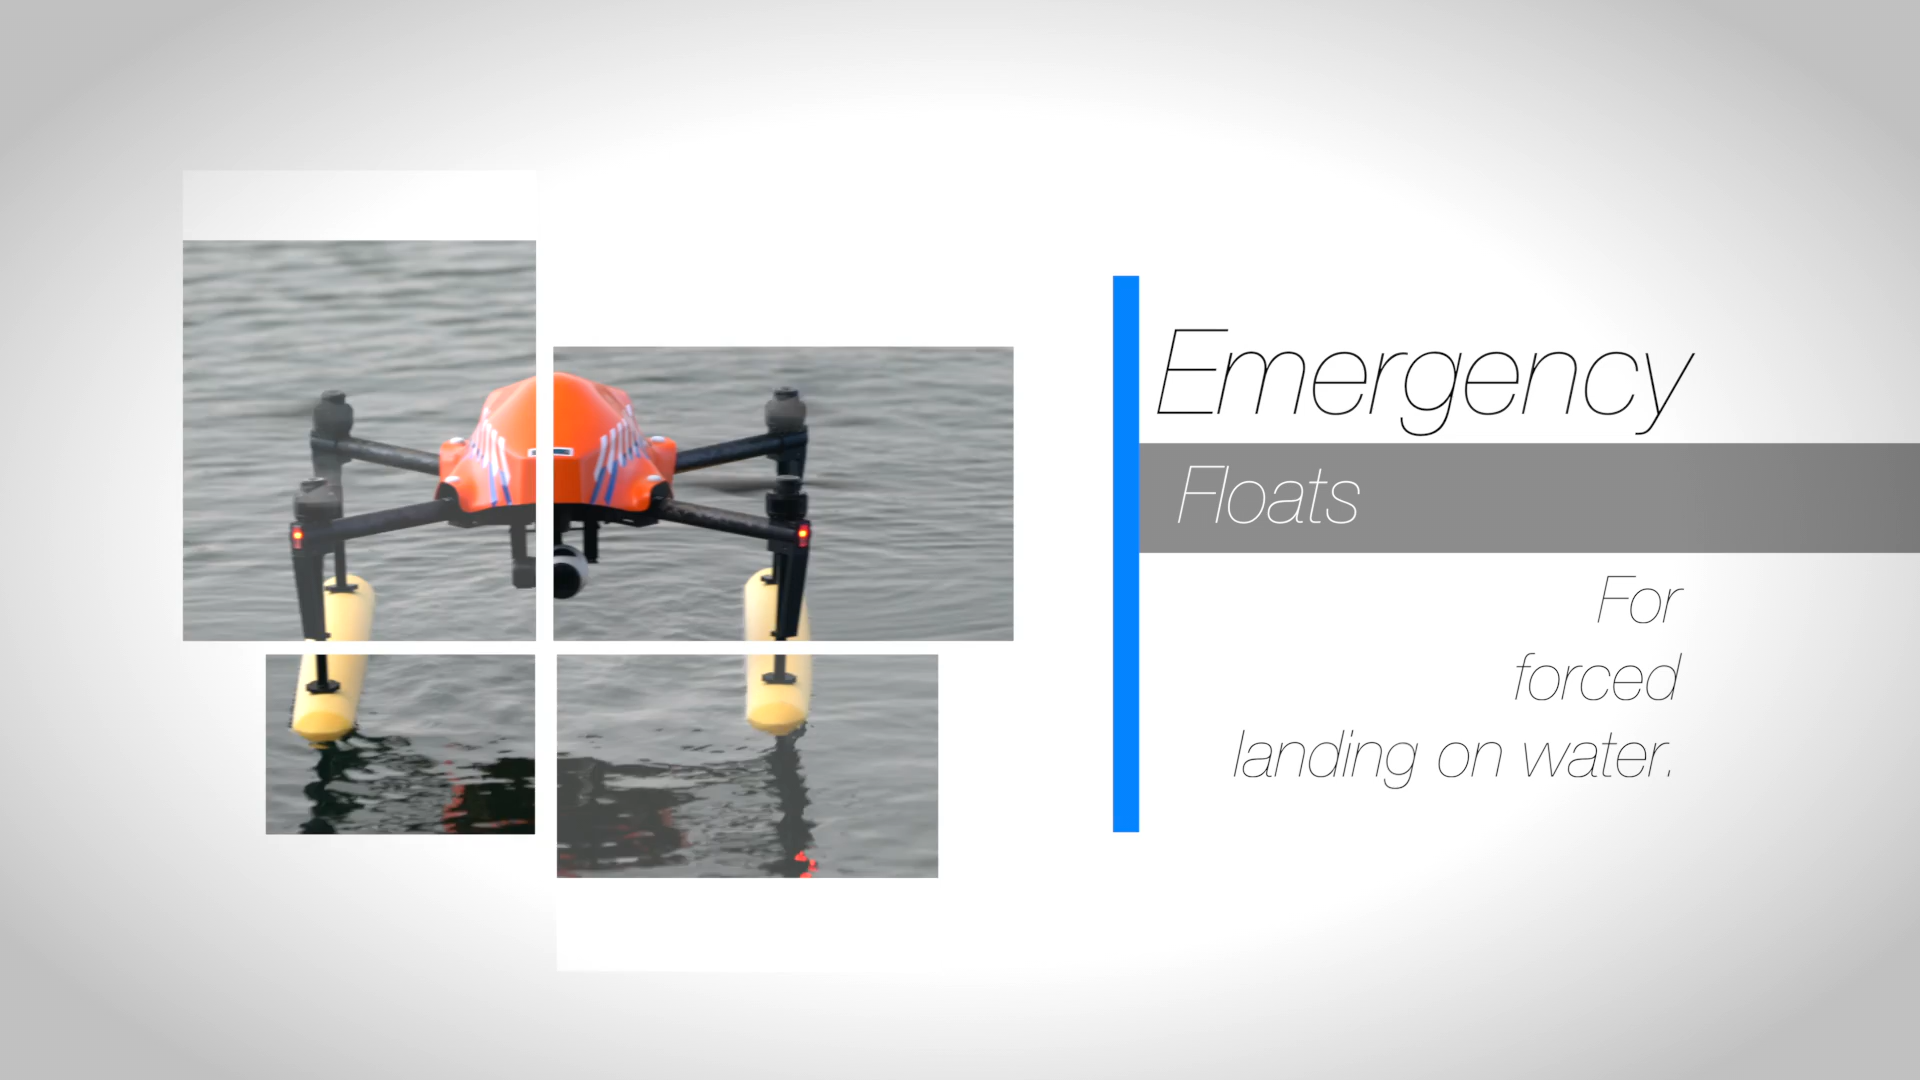 Emergency
Floats
For
forced
landing on water.